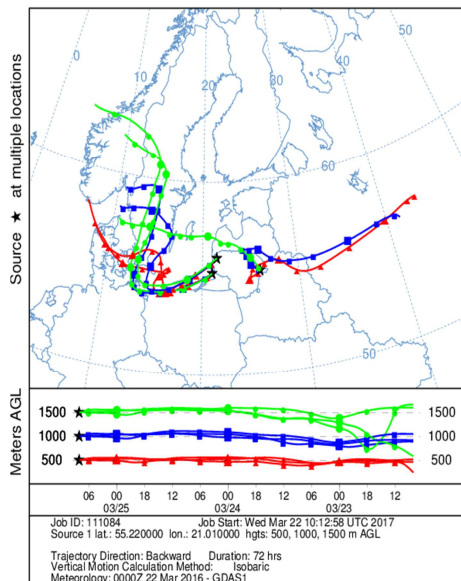 0
10
20
30
40
50
60
50
Source ★ at multiple locations
Meters AGL
1500
1000
500
1500
1000
500
06 00 18 12 06 00 18 12 06 00 18 12
03/25 03/24 03/23
Job ID: 111084 Job Start: Wed Mar 22 10:12:58 UTC 2017
Source 1 lat.: 55.220000 lon.: 21.010000 hgts: 500, 1000, 1500 m AGL
Trajectory Direction: Backward Duration: 72 hrs
Vertical Motion Calculation Method: Isobaric
Meteorology: 0000Z 22 Mar 2016 - GDAS1